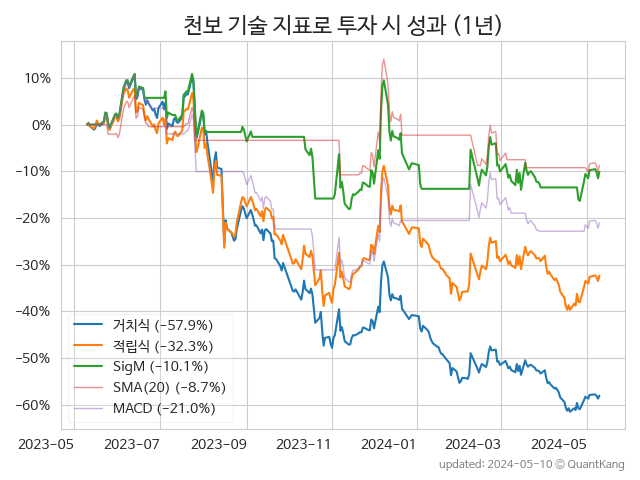 천보 기술 지표로 투자 시 성과 (1년)
10%
0%
−10%
−20%
−30%
−40%
−50%
−60%
거치식 (−57.9%)
적립식 (−32.3%)
SigM (−10.1%)
SMA(20) (−8.7%)
MACD (−21.0%)
2023-05 2023-07 2023-09 2023-11 2024-01 2024-03 2024-05
updated: 2024-05-10 © QuantKang